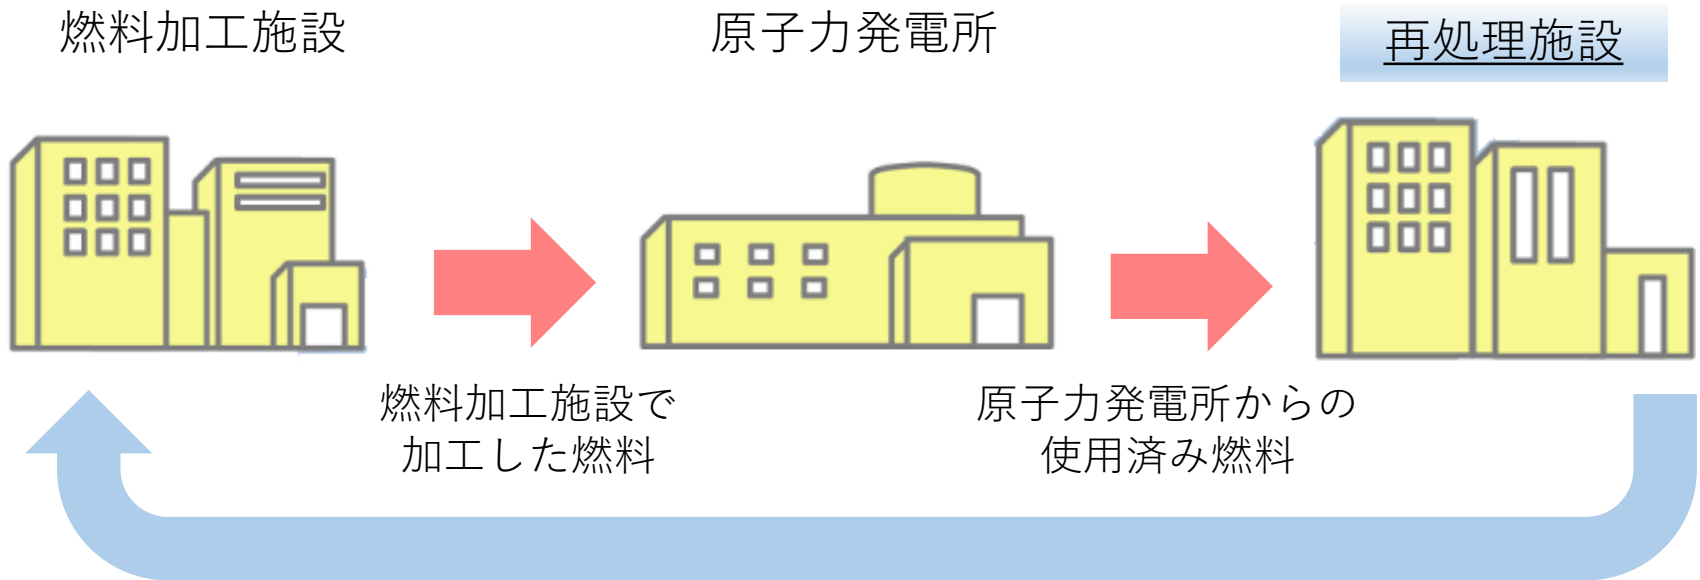 燃料加工施設
原子力発電所
再処理施設
燃料加工施設で
加工した燃料
原子力発電所からの
使用済み燃料